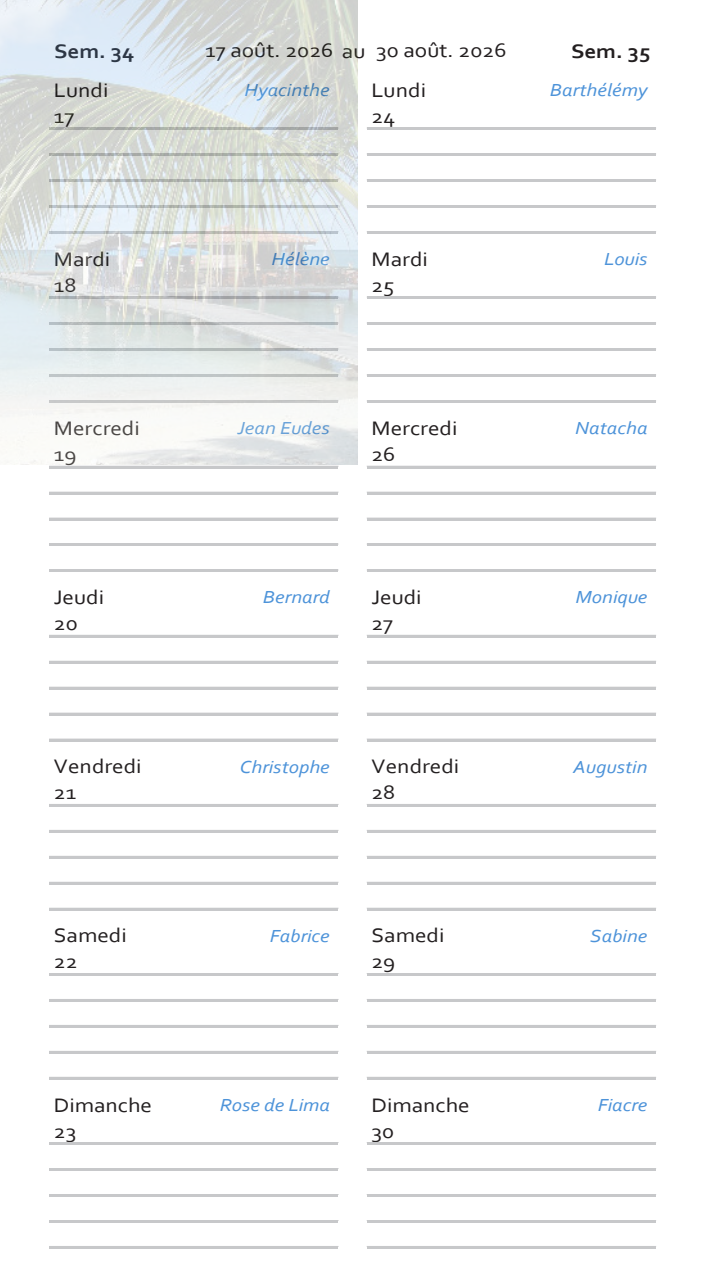 Sem. 34 17 août. 2026 au 30 août. 2026 Sem. 35
Lundi Hyacinthe
17
Mardi Hélène
18
Mercredi Jean Eudes
19
Jeudi Bernard
20
Vendredi Christophe
21
Samedi Fabrice
22
Dimanche Rose de Lima
23
Lundi Barthélémy
24
Mardi Louis
25
Mercredi Natacha
26
Jeudi Monique
27
Vendredi Augustin
28
Samedi Sabine
29
Dimanche Fiacre
30